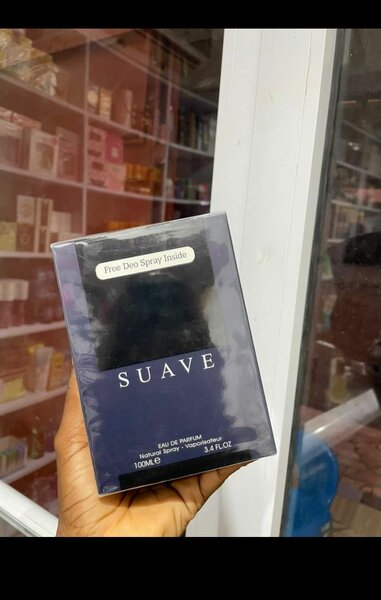 Free Deo Spray Inside
SUAVE
EAU DE PARFUM
Natural Spray - Vaporisateur
100ML℮ 3.4 FL.OZ